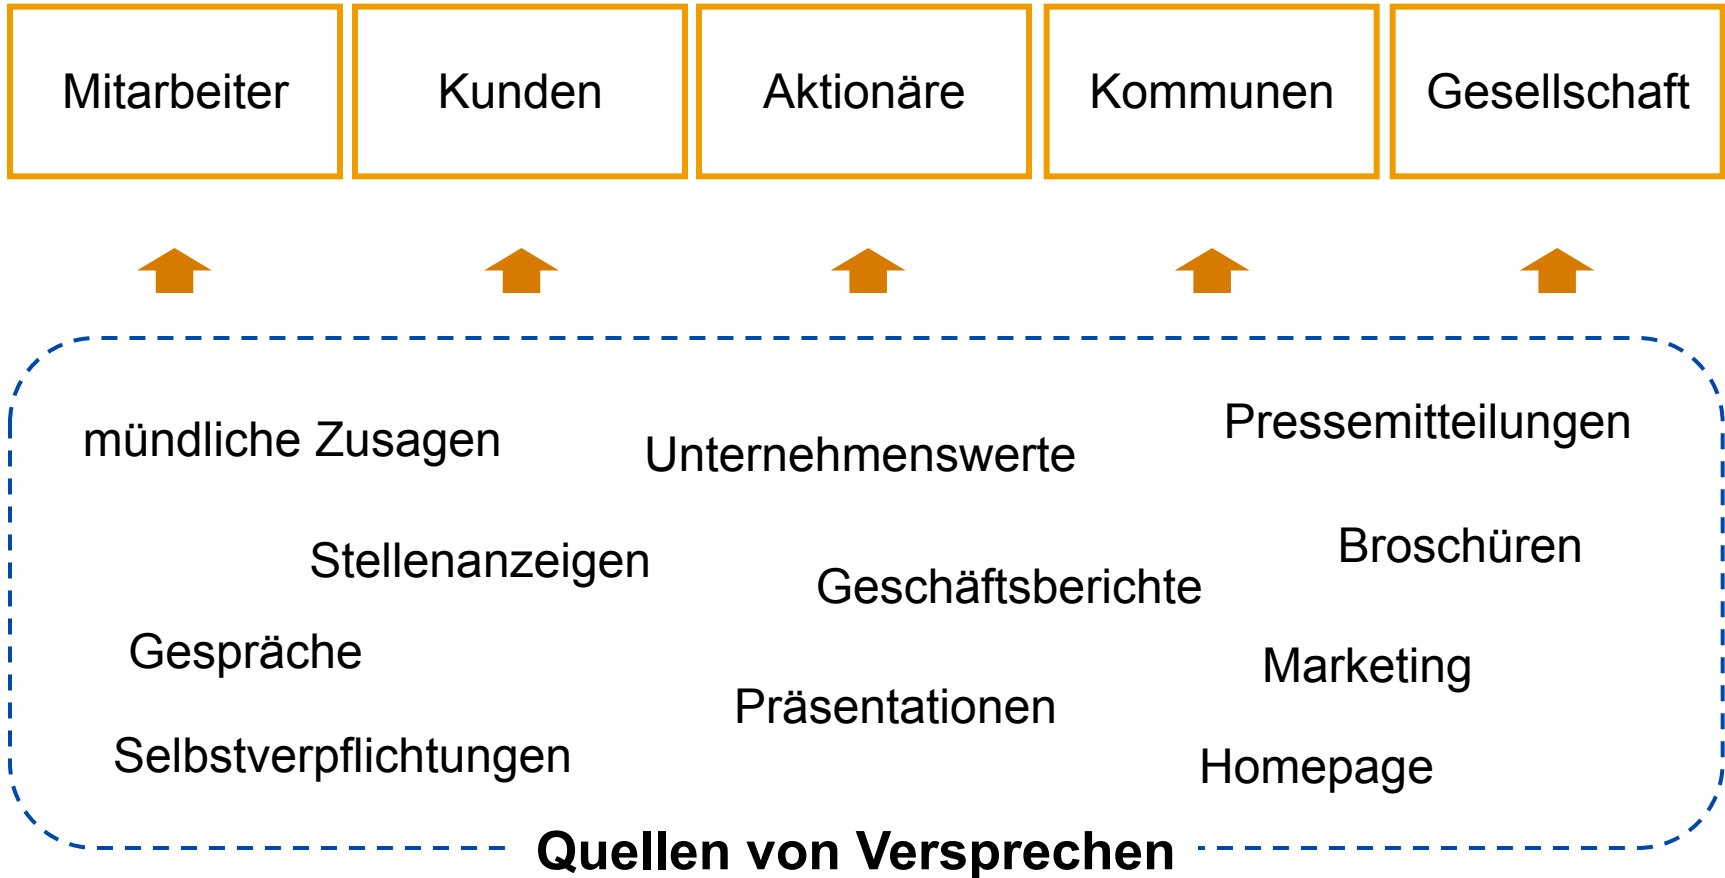 Mitarbeiter
Kunden
Aktionäre
Kommunen
Gesellschaft
mündliche Zusagen
Unternehmenswerte
Pressemitteilungen
Stellenanzeigen
Geschäftsberichte
Broschüren
Gespräche
Präsentationen
Marketing
Selbstverpflichtungen
Homepage
Quellen von Versprechen